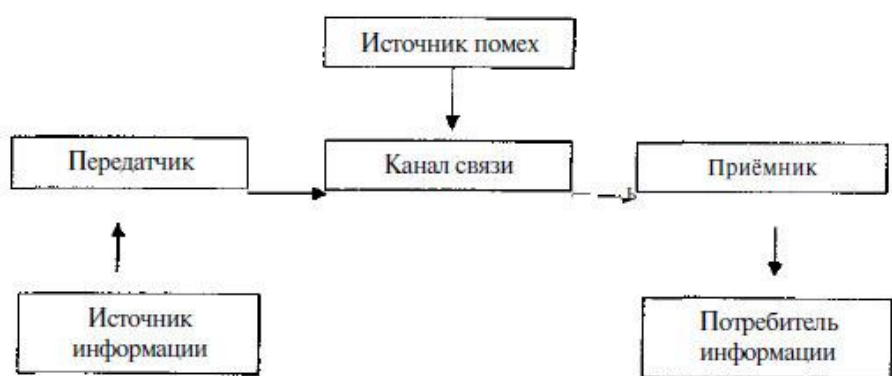 Источник помех
Передатчик
Канал связи
Приёмник
Источник
информации
Потребитель
информации